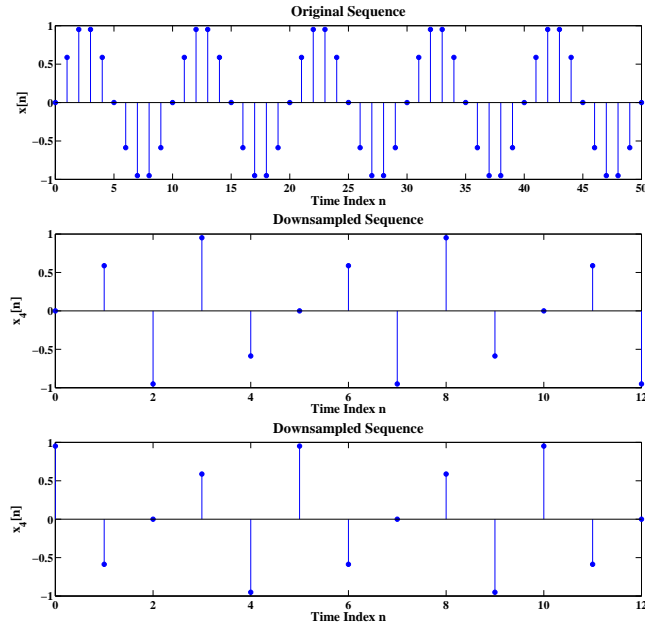 Original Sequence
1
0.5
0
−0.5
−1
x[n]
0 5 10 15 20 25 30 35 40 45 50
Time Index n
Downsampled Sequence
1
0.5
0
−0.5
−1
x4[n]
0 2 4 6 8 10 12
Time Index n
Downsampled Sequence
1
0.5
0
−0.5
−1
x4[n]
0 2 4 6 8 10 12
Time Index n